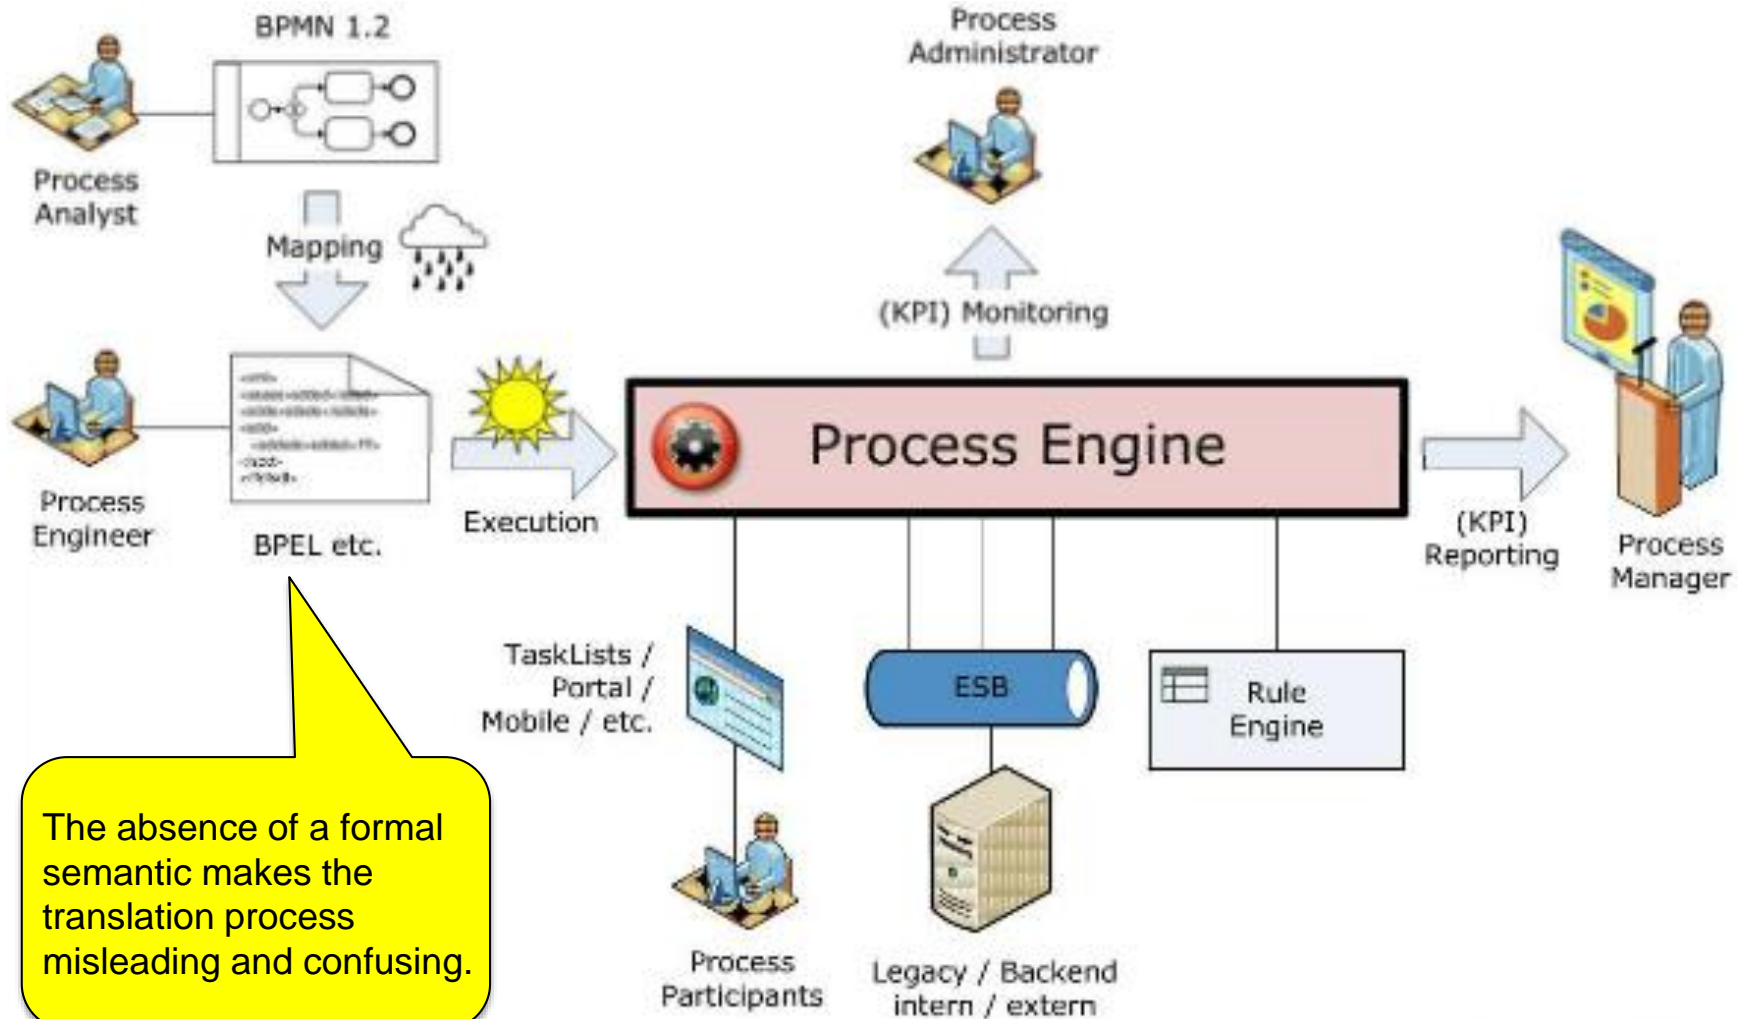 BPMN 1.2
Process
Administrator
Process
Analyst
Mapping
(KPI) Monitoring
Process Engine
Process
Engineer
BPEL etc.
Execution
(KPI)
Reporting
Process
Manager
TaskLists /
Portal /
Mobile / etc.
ESB
Rule
Engine
The absence of a formal
semantic makes the
translation process
misleading and confusing.
Process
Participants
Legacy / Backend
intern / extern